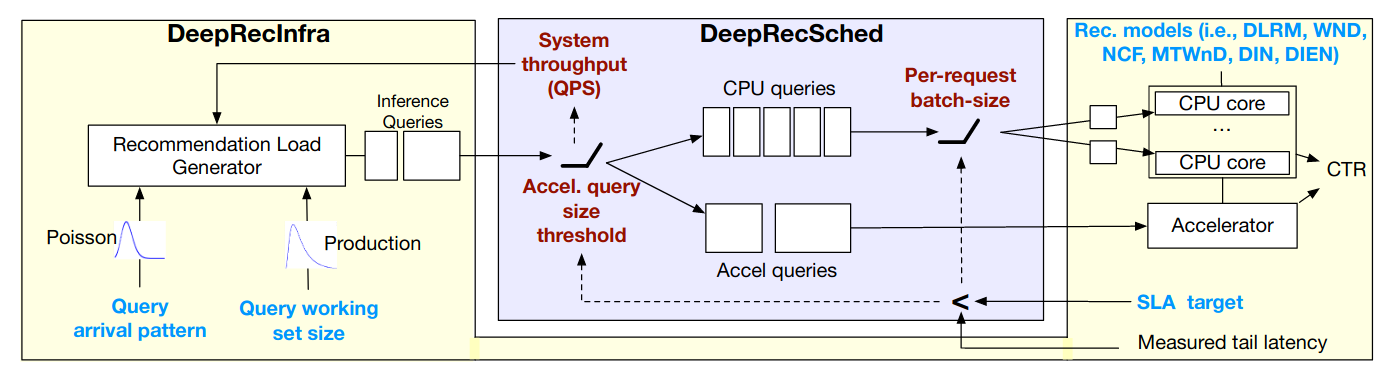 DeepRecInfra
DeepRecSched
Rec. models (i.e., DLRM, WND,
NCF, MTWnD, DIN, DIEN)
System
throughput
(QPS)
Inference
Queries
CPU queries
Per-request
batch-size
CPU core
...
CPU core
Recommendation Load
Generator
CTR
Accel. query
size
threshold
Accelerator
Poisson
Production
Accel queries
Query
arrival pattern
Query working
set size
<
SLA target
Measured tail latency